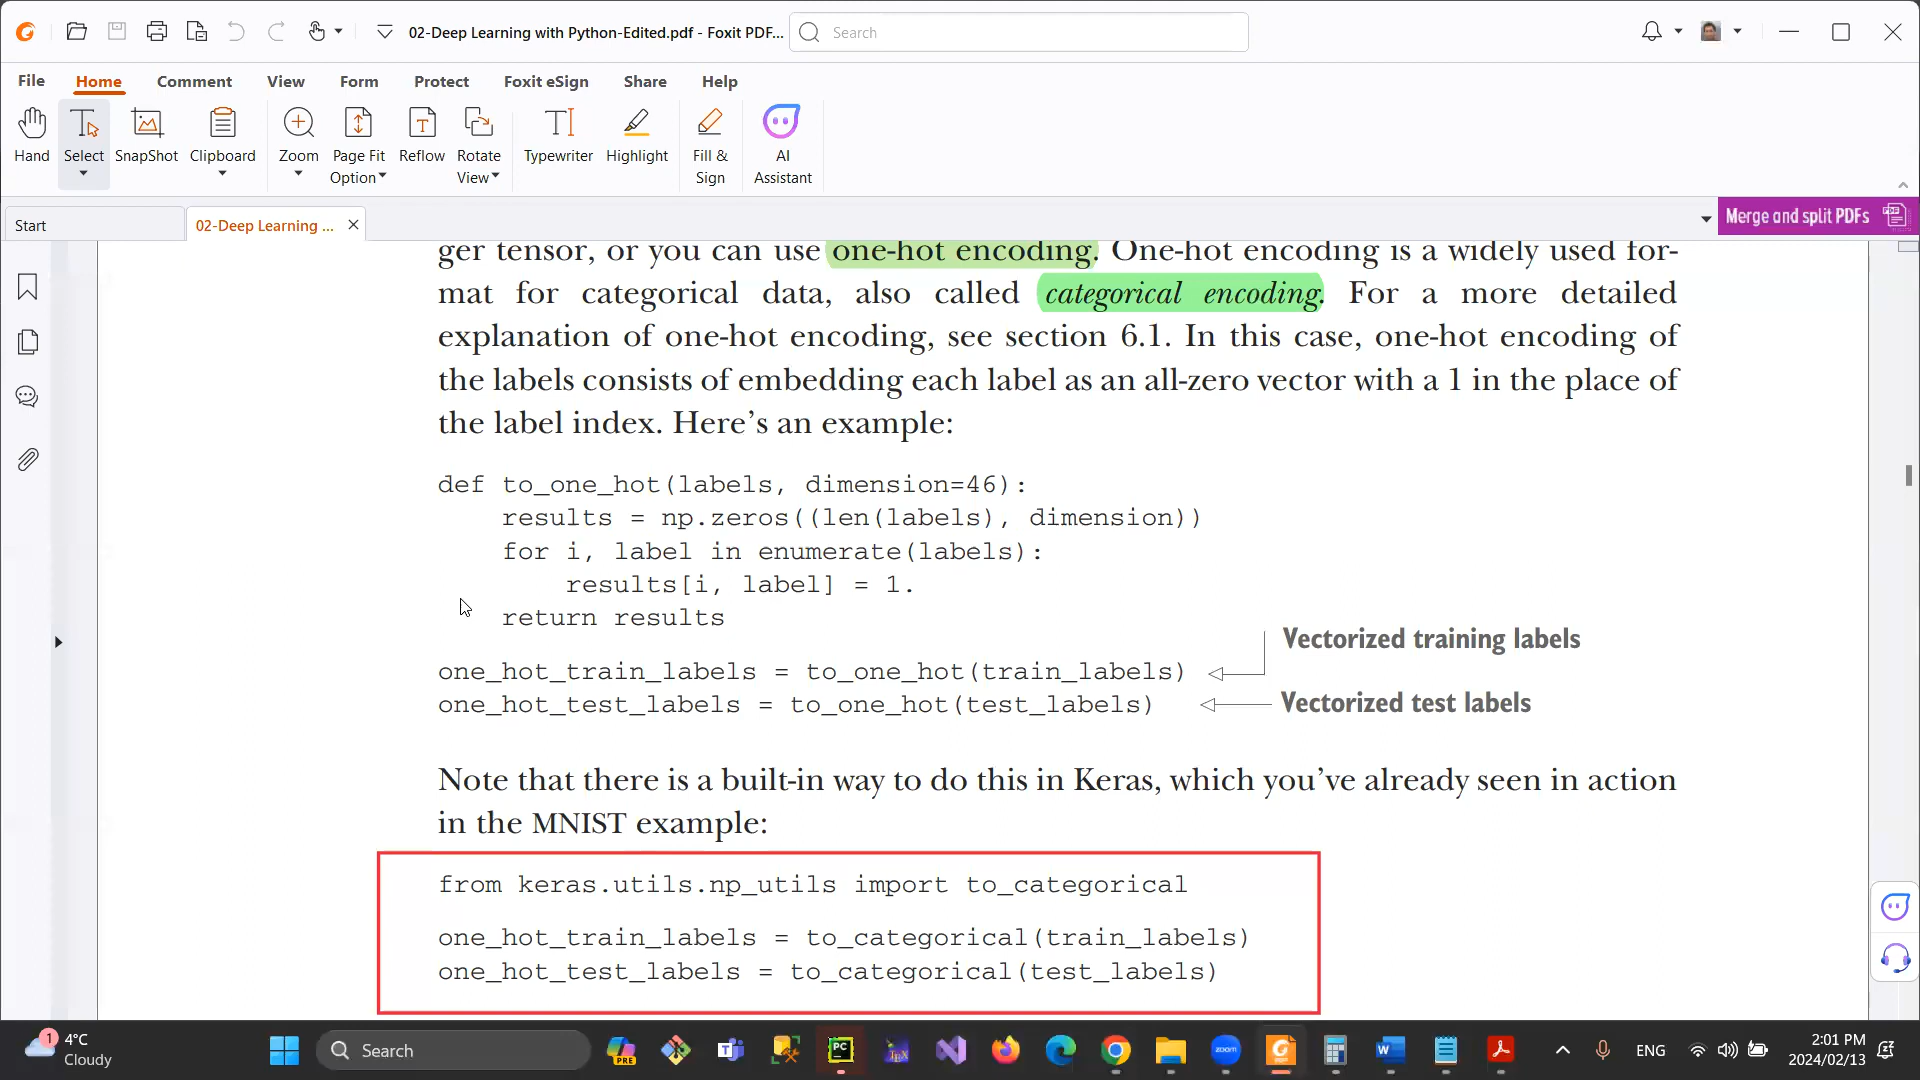 02-Deep Learning with Python-Edited.pdf - Foxit PDF...
Search
File
Home
Comment
View
Form
Protect
Foxit eSign
Share
Help
Hand
Select
SnapShot
Clipboard
Zoom
Page Fit
Option
Reflow
Rotate
View
Typewriter
Highlight
Fill &
Sign
AI
Assistant
Start
02-Deep Learning ...
Merge and split PDFs
ger tensor, or you can use one-hot encoding. One-hot encoding is a widely used for-
mat for categorical data, also called categorical encoding. For a more detailed
explanation of one-hot encoding, see section 6.1. In this case, one-hot encoding of
the labels consists of embedding each label as an all-zero vector with a 1 in the place of
the label index. Here’s an example:
def to_one_hot(labels, dimension=46):
    results = np.zeros((len(labels), dimension))
    for i, label in enumerate(labels):
        results[i, label] = 1.
    return results
Vectorized training labels
one_hot_train_labels = to_one_hot(train_labels)
one_hot_test_labels = to_one_hot(test_labels)
Vectorized test labels
Note that there is a built-in way to do this in Keras, which you’ve already seen in action
in the MNIST example:
from keras.utils.np_utils import to_categorical
one_hot_train_labels = to_categorical(train_labels)
one_hot_test_labels = to_categorical(test_labels)
1
4°C
Cloudy
Search
PRE
PC
TEX
zoom
ENG
2:01 PM
2024/02/13